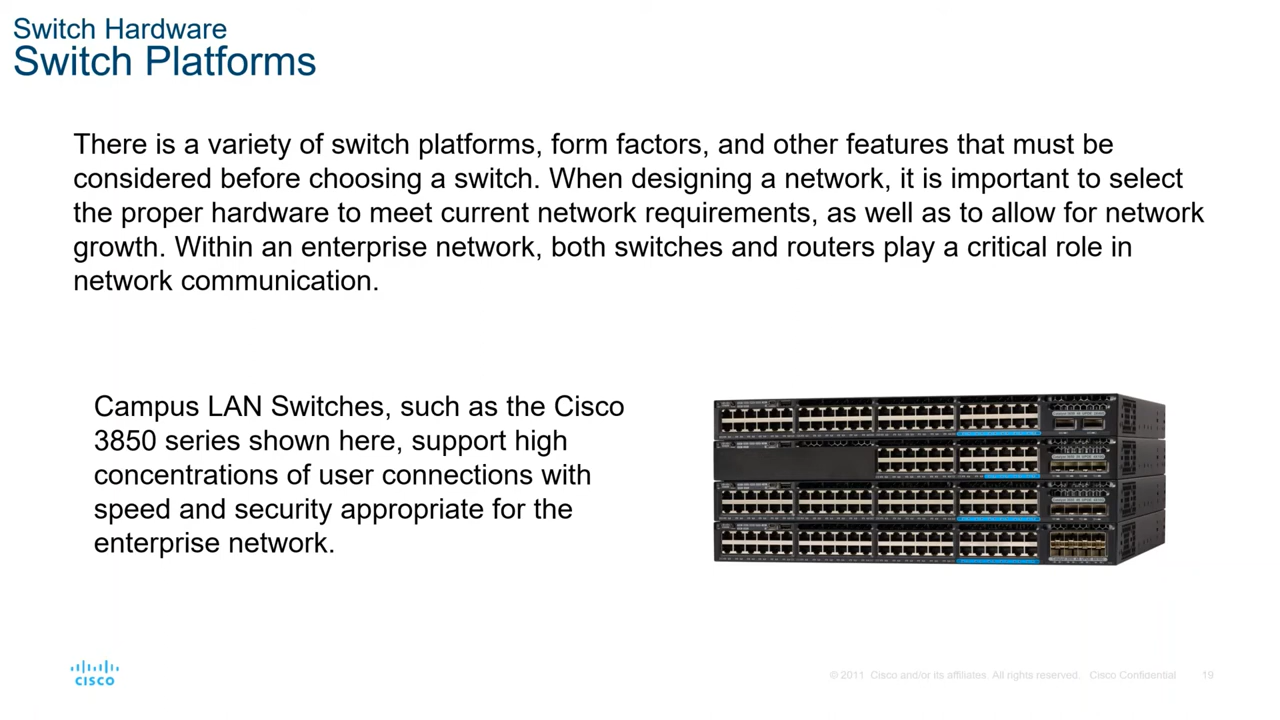 Switch Hardware
Switch Platforms
There is a variety of switch platforms, form factors, and other features that must be
considered before choosing a switch. When designing a network, it is important to select
the proper hardware to meet current network requirements, as well as to allow for network
growth. Within an enterprise network, both switches and routers play a critical role in
network communication.
Campus LAN Switches, such as the Cisco
3850 series shown here, support high
concentrations of user connections with
speed and security appropriate for the
enterprise network.
CISCO
© 2011 Cisco and/or its affiliates. All rights reserved. Cisco Confidential 19